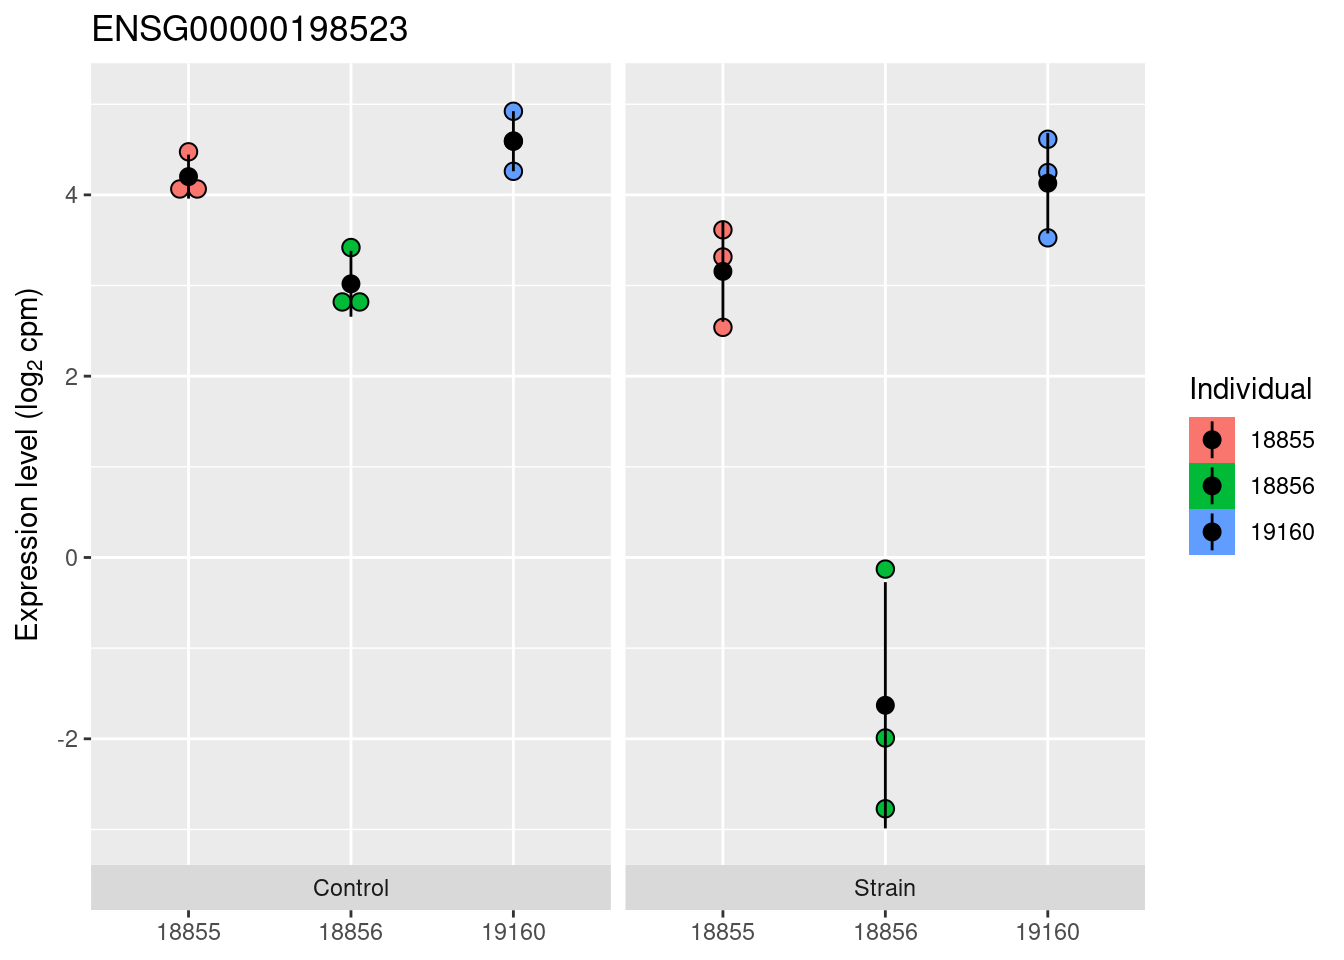 ENSG00000198523
Expression level (log₂ cpm)
4
2
0
-2
Control
Strain
18855
18856
19160
18855
18856
19160
Individual
18855
18856
19160